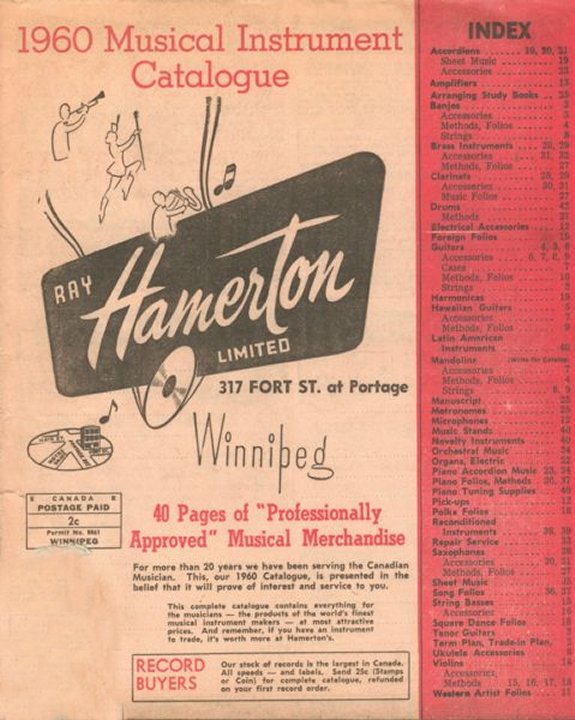 1960 Musical Instrument
Catalogue
RAY
Hamerton
LIMITED
317 FORT ST. at Portage
Winnipeg
CANADA
POSTAGE PAID
2c
Permit No.
WINNIPEG
40 Pages of "Professionally
Approved" Musical Merchandise
For more than 20 years we have been serving the Canadian
Musician. This, our 1960 Catalogue, is presented in the
belief that it will prove of interest and service to you.
This complete catalogue contains everything for
the musicians — the products of the world's finest
musical instrument makers — at most attractive
prices. And remember, if you have an instrument
to trade, it's worth more at Hamerton's.
RECORD
BUYERS
Our stock of records is the largest in Canada.
All speeds — and labels. Send 25c (Stamps
or Coin) for complete catalogue, refunded
on your first record order.
INDEX
Accordions
Sheet Music
Accessories
Amplifiers
Arranging Study Books
Banjos
Accessories
Methods, Folios
Strings
Brass Instruments
Accessories
Methods, Folios
Clarinets
Accessories
Music Folios
Drums
Methods
Electrical Accessories
Foreign Folios
Guitars
Accessories
Cases
Methods, Folios
Strings
Harmonicas
Hawaiian Guitars
Accessories
Methods, Folios
Latin American
Instruments
Mandolins
Accessories
Methods, Folios
Strings
Manuscript
Metronomes
Microphones
Music Stands
Novelty Instruments
Orchestral Music
Organs, Electric
Piano Accordion Music
Piano Folios, Methods
Piano Tuning Supplies
Pick-ups
Polka Folios
Reconditioned
Instruments
Repair Service
Saxophones
Accessories
Methods, Folios
Sheet Music
Song Folios
String Basses
Accessories
Square Dance Folios
Tenor Guitars
Term Plan, Trade-in Plan,
Ukulele Accessories
Violins
Accessories,
Methods
Western Artist Folios